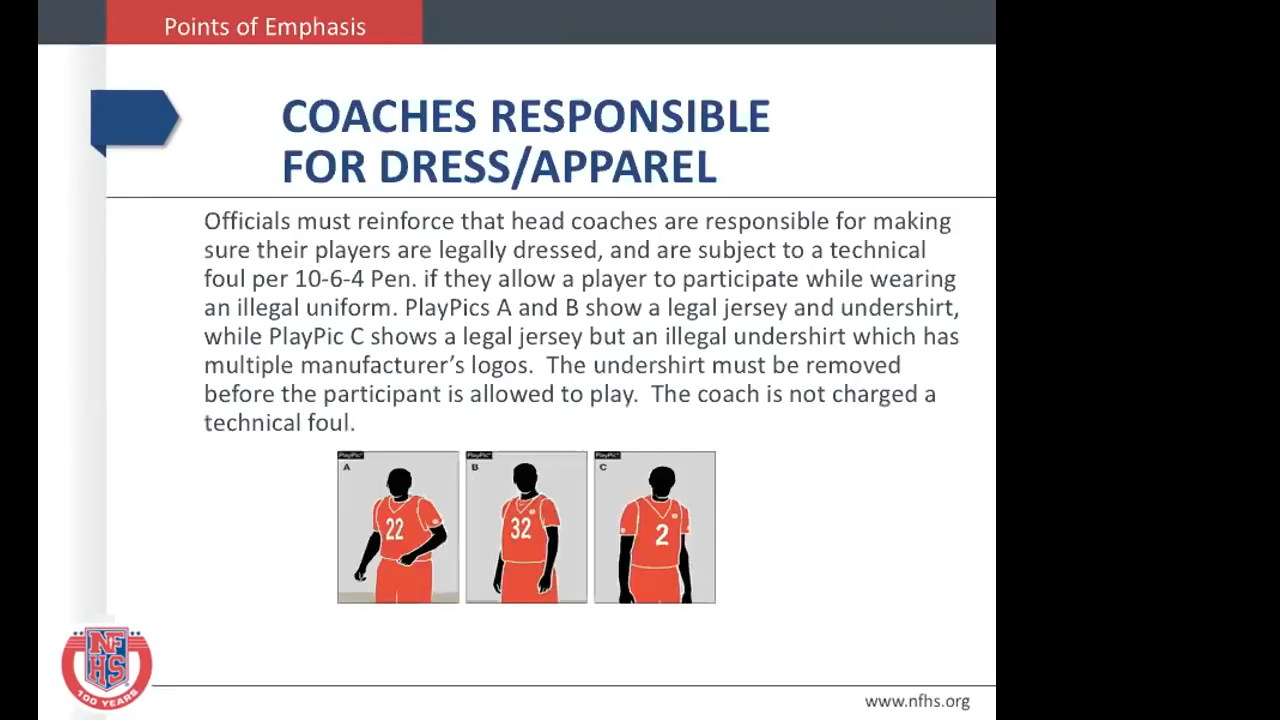 Points of Emphasis
COACHES RESPONSIBLE
FOR DRESS/APPAREL
Officials must reinforce that head coaches are responsible for making
sure their players are legally dressed, and are subject to a technical
foul per 10-6-4 Pen. if they allow a player to participate while wearing
an illegal uniform. PlayPics A and B show a legal jersey and undershirt,
while PlayPic C shows a legal jersey but an illegal undershirt which has
multiple manufacturer’s logos.  The undershirt must be removed
before the participant is allowed to play.  The coach is not charged a
technical foul.
PlayPic PlayPic PlayPic
A B C
22 32 2
NF
HS
100 YEARS
www.nfhs.org